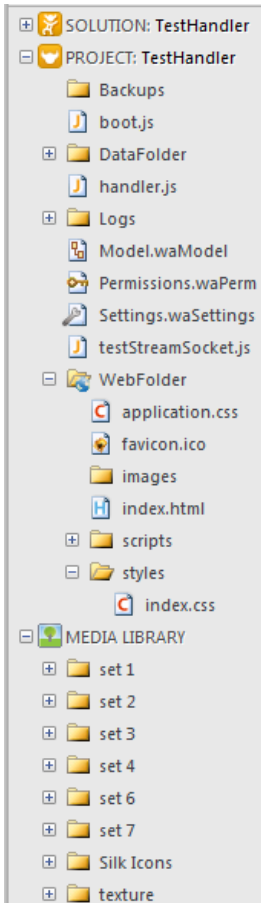 SOLUTION: TestHandler
PROJECT: TestHandler
Backups
boot.js
DataFolder
handler.js
Logs
Model.waModel
Permissions.waPerm
Settings.waSettings
testStreamSocket.js
WebFolder
application.css
favicon.ico
images
index.html
scripts
styles
index.css
MEDIA LIBRARY
set 1
set 2
set 3
set 4
set 6
set 7
Silk Icons
texture